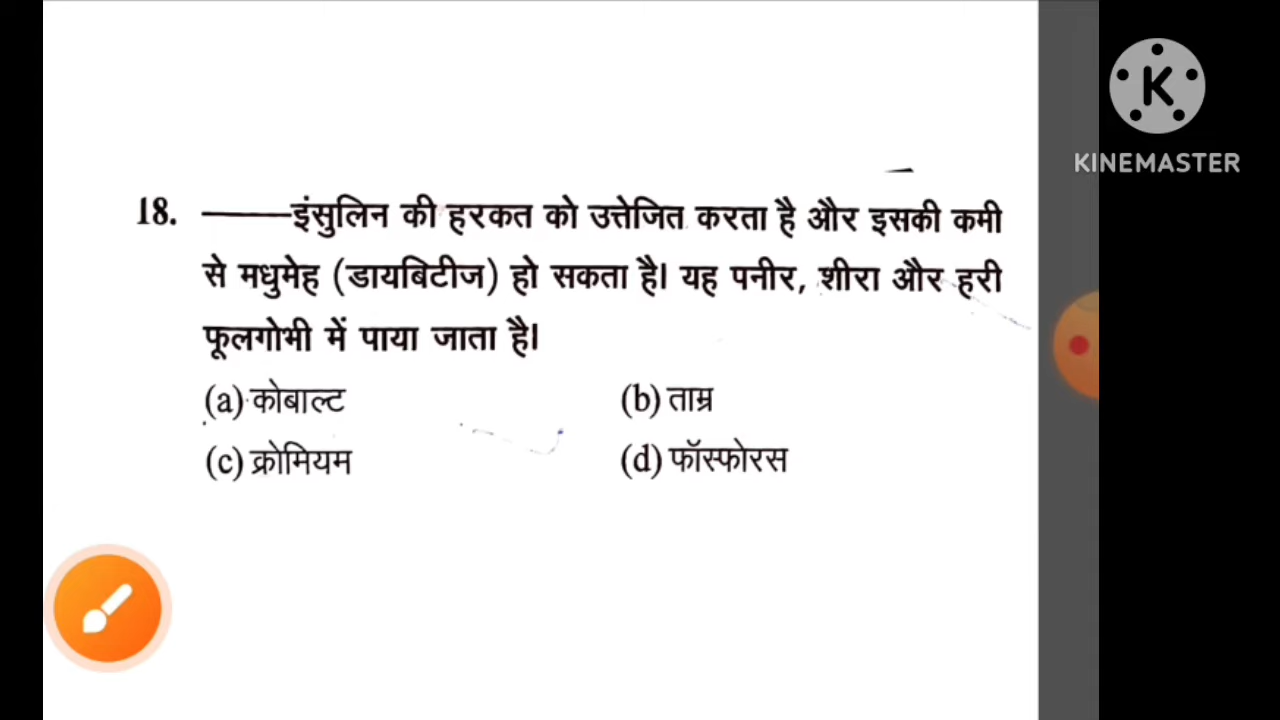 K
KINEMASTER
18. ———इंसुलिन की हरकत को उत्तेजित करता है और इसकी कमी
से मधुमेह (डायबिटीज) हो सकता है। यह पनीर, शीरा और हरी
फूलगोभी में पाया जाता है।
(a) कोबाल्ट (b) ताम्र
(c) क्रोमियम (d) फॉस्फोरस